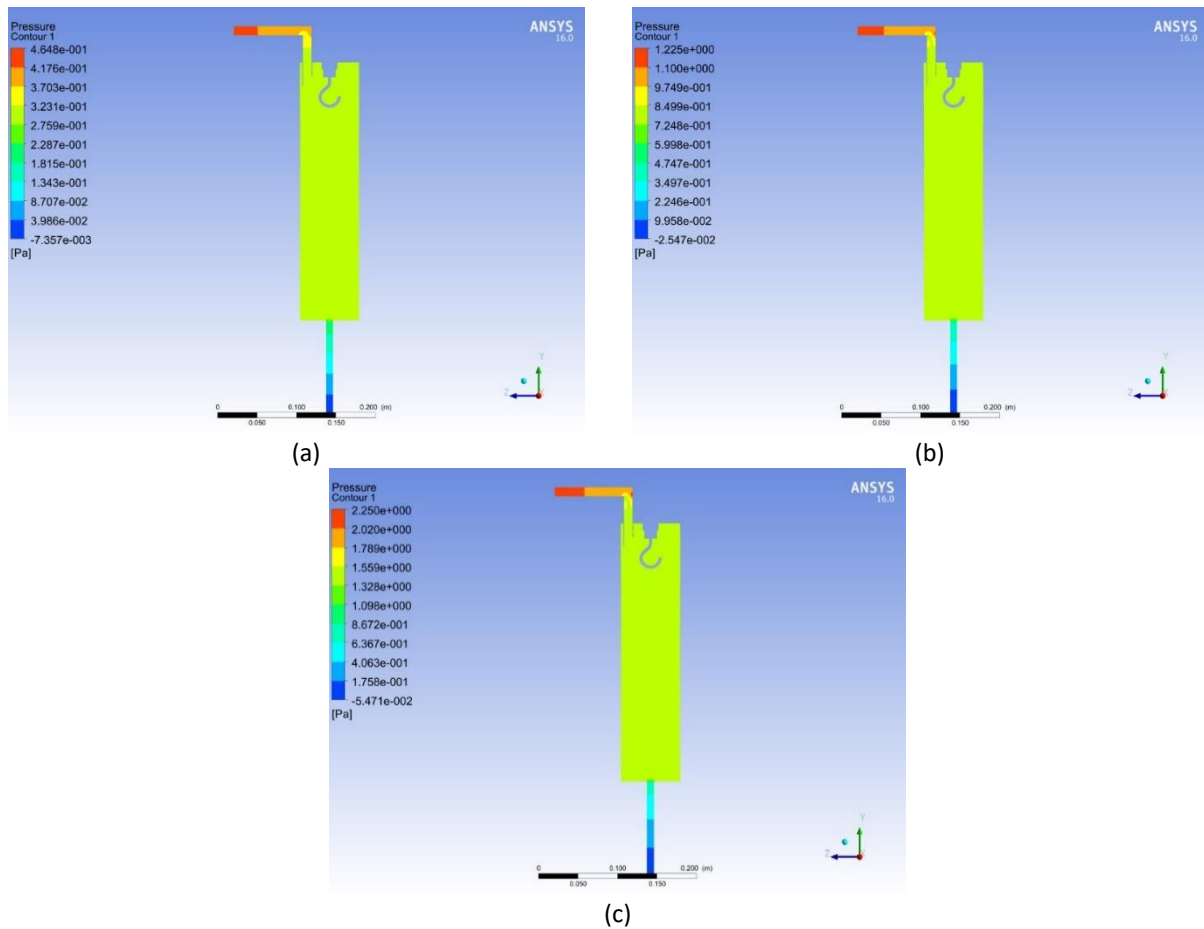 Pressure
Contour 1
4.648e-001
4.176e-001
3.703e-001
3.231e-001
2.759e-001
2.287e-001
1.815e-001
1.343e-001
8.707e-002
3.986e-002
-7.357e-003
[Pa]
ANSYS
16.0
Y
Z
0 0.100 0.200 (m)
0.050 0.150
(a)
Pressure
Contour 1
1.225e+000
1.100e+000
9.749e-001
8.499e-001
7.248e-001
5.998e-001
4.747e-001
3.497e-001
2.246e-001
9.958e-002
-2.547e-002
[Pa]
ANSYS
16.0
Y
Z
0 0.100 0.200 (m)
0.050 0.150
(b)
Pressure
Contour 1
2.250e+000
2.020e+000
1.789e+000
1.559e+000
1.328e+000
1.098e+000
8.672e-001
6.367e-001
4.063e-001
1.758e-001
-5.471e-002
[Pa]
ANSYS
16.0
Y
Z
0 0.100 0.200 (m)
0.050 0.150
(c)